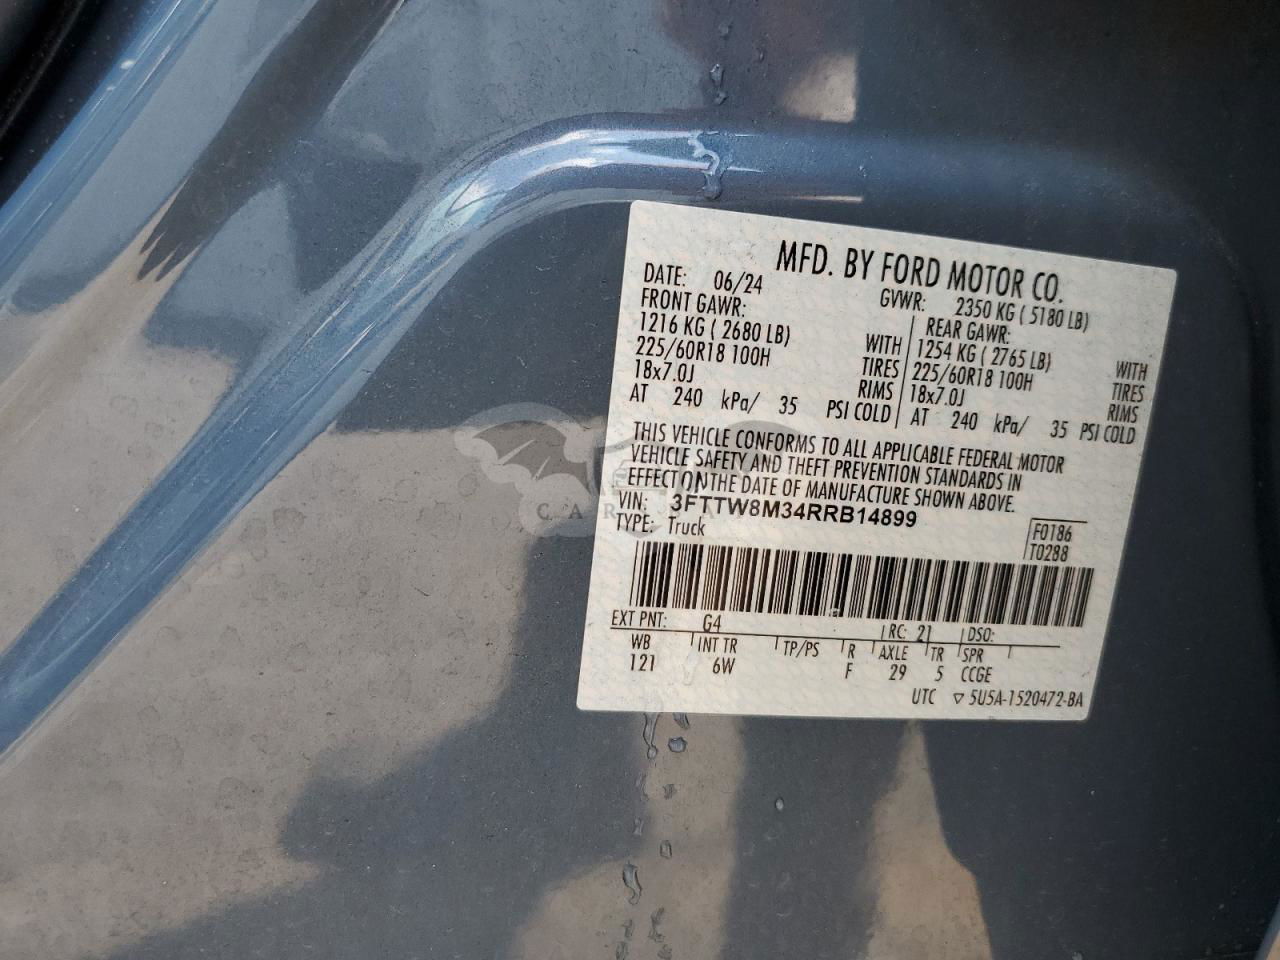 MFD. BY FORD MOTOR CO.
DATE: 06/24 GVWR: 2350 KG ( 5180 LB)
FRONT GAWR: REAR GAWR:
1216 KG ( 2680 LB) WITH 1254 KG ( 2765 LB) WITH
225/60R18 100H TIRES 225/60R18 100H TIRES
18x7.0J RIMS 18x7.0J RIMS
AT 240 kPa/ 35 PSI COLD AT 240 kPa/ 35 PSI COLD
THIS VEHICLE CONFORMS TO ALL APPLICABLE FEDERAL MOTOR
VEHICLE SAFETY AND THEFT PREVENTION STANDARDS IN
EFFECT ON THE DATE OF MANUFACTURE SHOWN ABOVE.
VIN: 3FTTW8M34RRB14899
TYPE: Truck
F0186
T0288
EXT PNT: G4 RC: 21 DSO:
WB INT TR TP/PS R AXLE TR SPR
121 6W F 29 5 CCGE
UTC ▽ 5U5A-1520472-BA